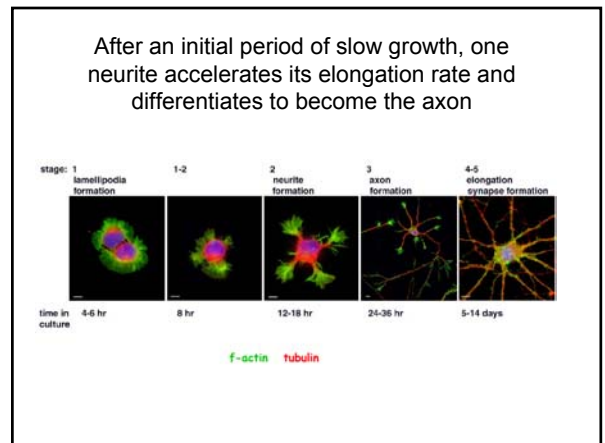 After an initial period of slow growth, one
neurite accelerates its elongation rate and
differentiates to become the axon
stage: 1 1-2 2 3 4-5
lamellipodia formation neurite formation axon formation elongation synapse formation
time in culture 4-6 hr 8 hr 12-18 hr 24-36 hr 5-14 days
f-actin tubulin